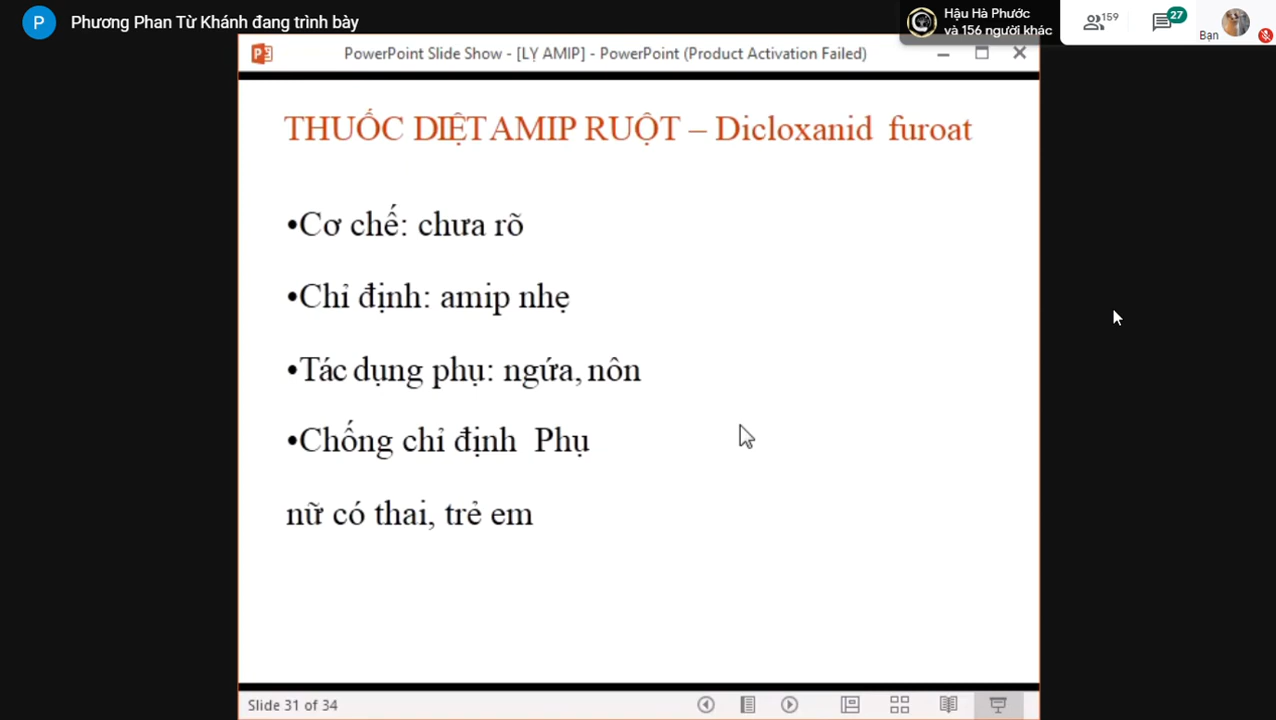 P Phương Phan Từ Khánh đang trình bày
Hậu Hà Phước
và 156 người khác
159
27
Bạn
PowerPoint Slide Show - [LỴ AMIP] - PowerPoint (Product Activation Failed)
THUỐC DIỆT AMIP RUỘT – Dicloxanid furoat
•Cơ chế: chưa rõ
•Chỉ định: amip nhẹ
•Tác dụng phụ: ngứa, nôn
•Chống chỉ định Phụ
nữ có thai, trẻ em
Slide 31 of 34